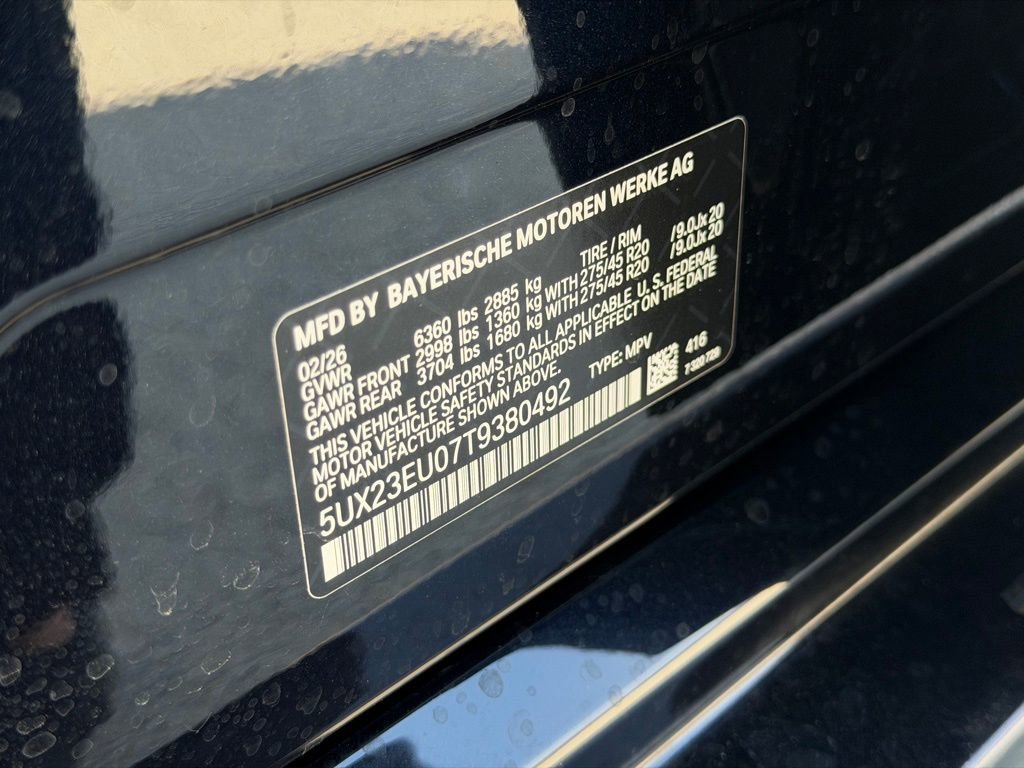 MFD BY BAYERISCHE MOTOREN WERKE AG
02/26 TIRE / RIM
GVWR 6360 lbs 2885 kg
GAWR FRONT 2998 lbs 1360 kg WITH 275/45 R20 /9.0Jx20
GAWR REAR 3704 lbs 1680 kg WITH 275/45 R20 /9.0Jx20
THIS VEHICLE CONFORMS TO ALL APPLICABLE U. S. FEDERAL
MOTOR VEHICLE SAFETY STANDARDS IN EFFECT ON THE DATE
OF MANUFACTURE SHOWN ABOVE.
TYPE: MPV 416
5UX23EU07T9380492